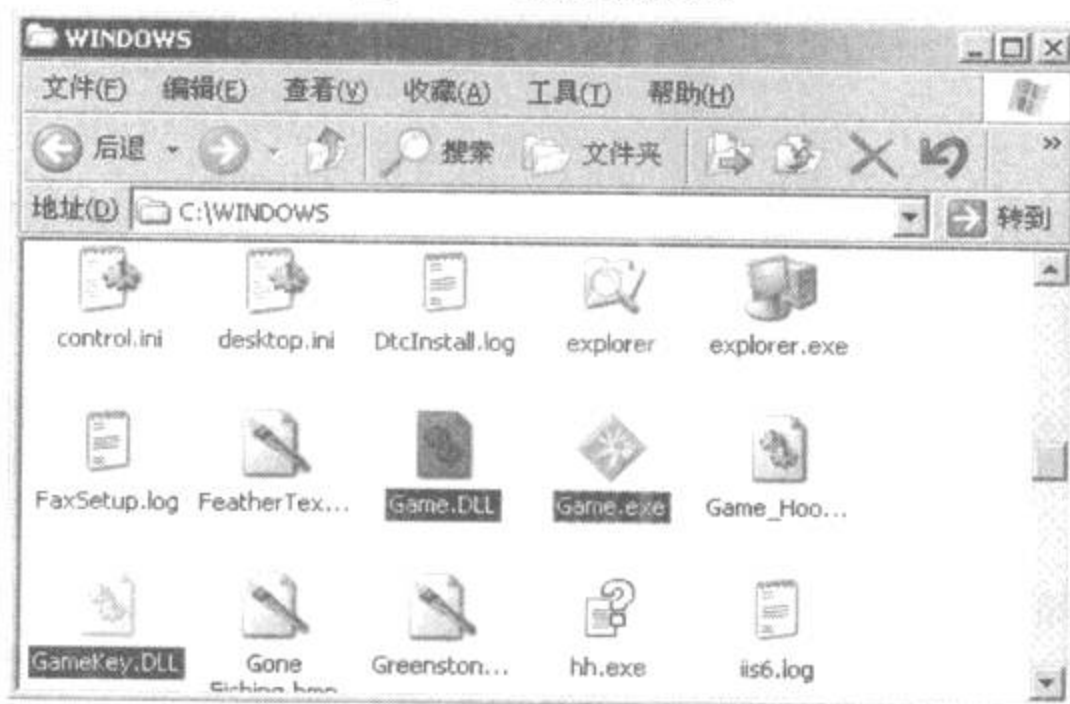 WINDOWS
文件(F) 编辑(E) 查看(V) 收藏(A) 工具(T) 帮助(H)
后退 搜索 文件夹 »
地址(D) C:\WINDOWS 转到
control.ini desktop.ini DtcInstall.log explorer explorer.exe
FaxSetup.log FeatherTex... Game.DLL Game.exe Game_Hoo...
GameKey.DLL Gone Greenston... hh.exe iis6.log
Fishing.bmp